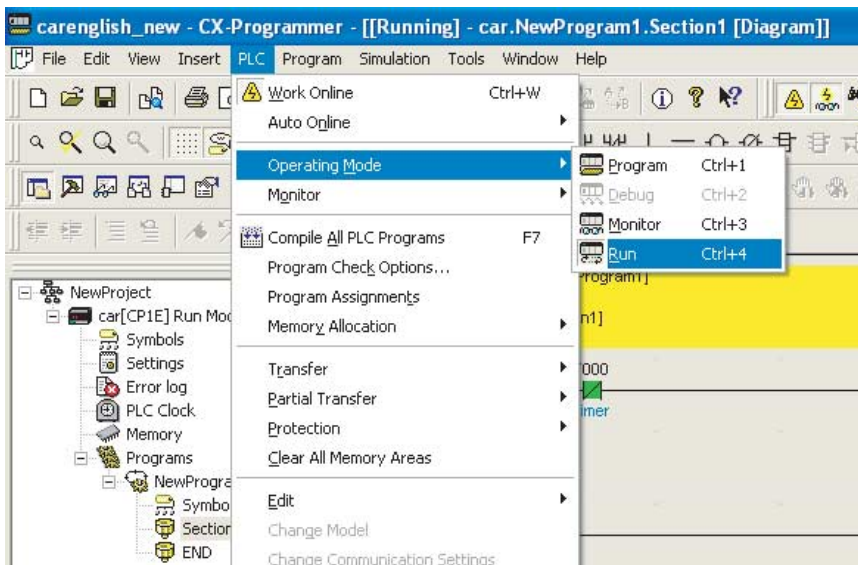 carenglish_new - CX-Programmer - [[Running] - car.NewProgram1.Section1 [Diagram]]
File Edit View Insert PLC Program Simulation Tools Window Help
Work Online Ctrl+W
Auto Online
Operating Mode
Monitor
Compile All PLC Programs F7
Program Check Options...
Program Assignments
Memory Allocation
Transfer
Partial Transfer
Protection
Clear All Memory Areas
Edit
Change Model
Change Communication Settings
Program Ctrl+1
Debug Ctrl+2
Monitor Ctrl+3
Run Ctrl+4
NewProject
car[CP1E] Run Mo
Symbols
Settings
Error log
PLC Clock
Memory
Programs
NewProgra
Symbo
Section
END
rogram1]
n1]
000
imer